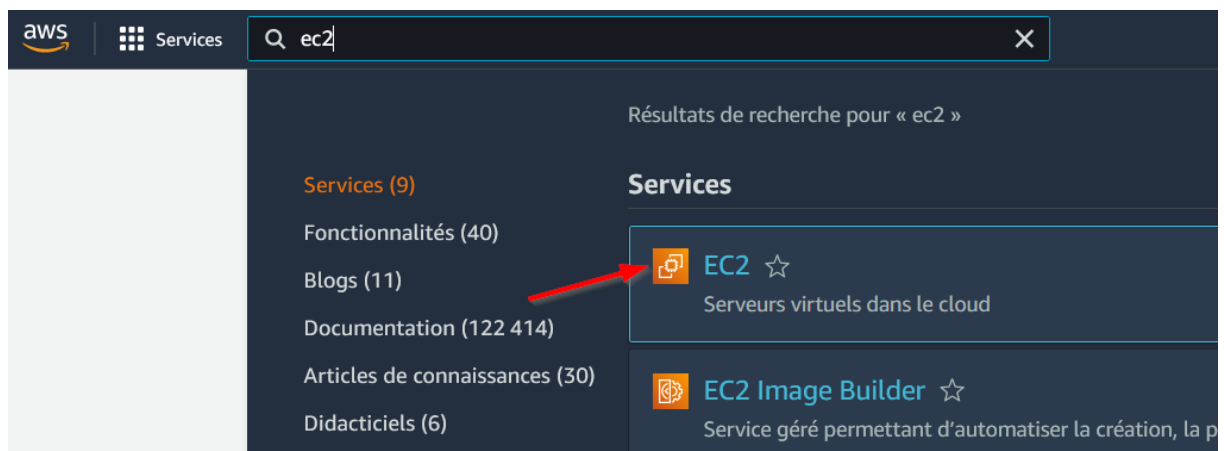 aws
Services
ec2
Résultats de recherche pour « ec2 »
Services (9)
Fonctionnalités (40)
Blogs (11)
Documentation (122 414)
Articles de connaissances (30)
Didacticiels (6)
Services
EC2
Serveurs virtuels dans le cloud
EC2 Image Builder
Service géré permettant d'automatiser la création, la p